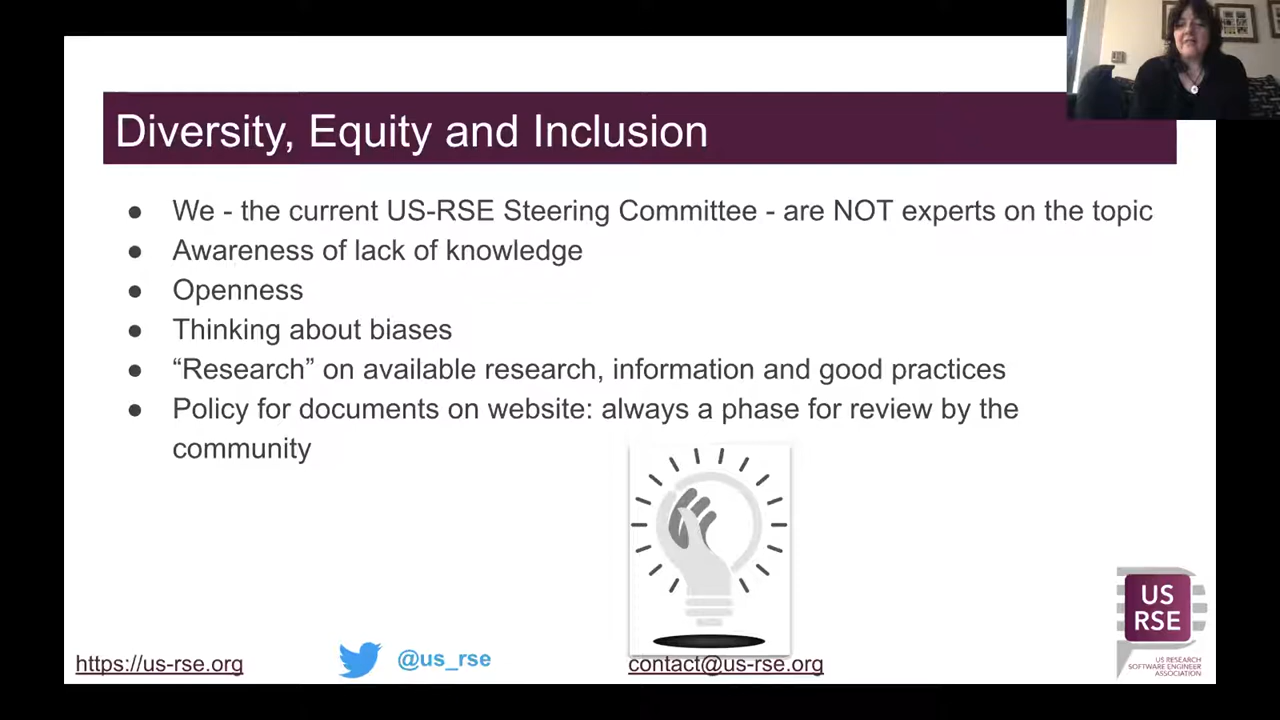 Diversity, Equity and Inclusion
● We - the current US-RSE Steering Committee - are NOT experts on the topic
● Awareness of lack of knowledge
● Openness
● Thinking about biases
● “Research” on available research, information and good practices
● Policy for documents on website: always a phase for review by the
community
https://us-rse.org
@us_rse
contact@us-rse.org
US
RSE
US RESEARCH
SOFTWARE ENGINEER
ASSOCIATION